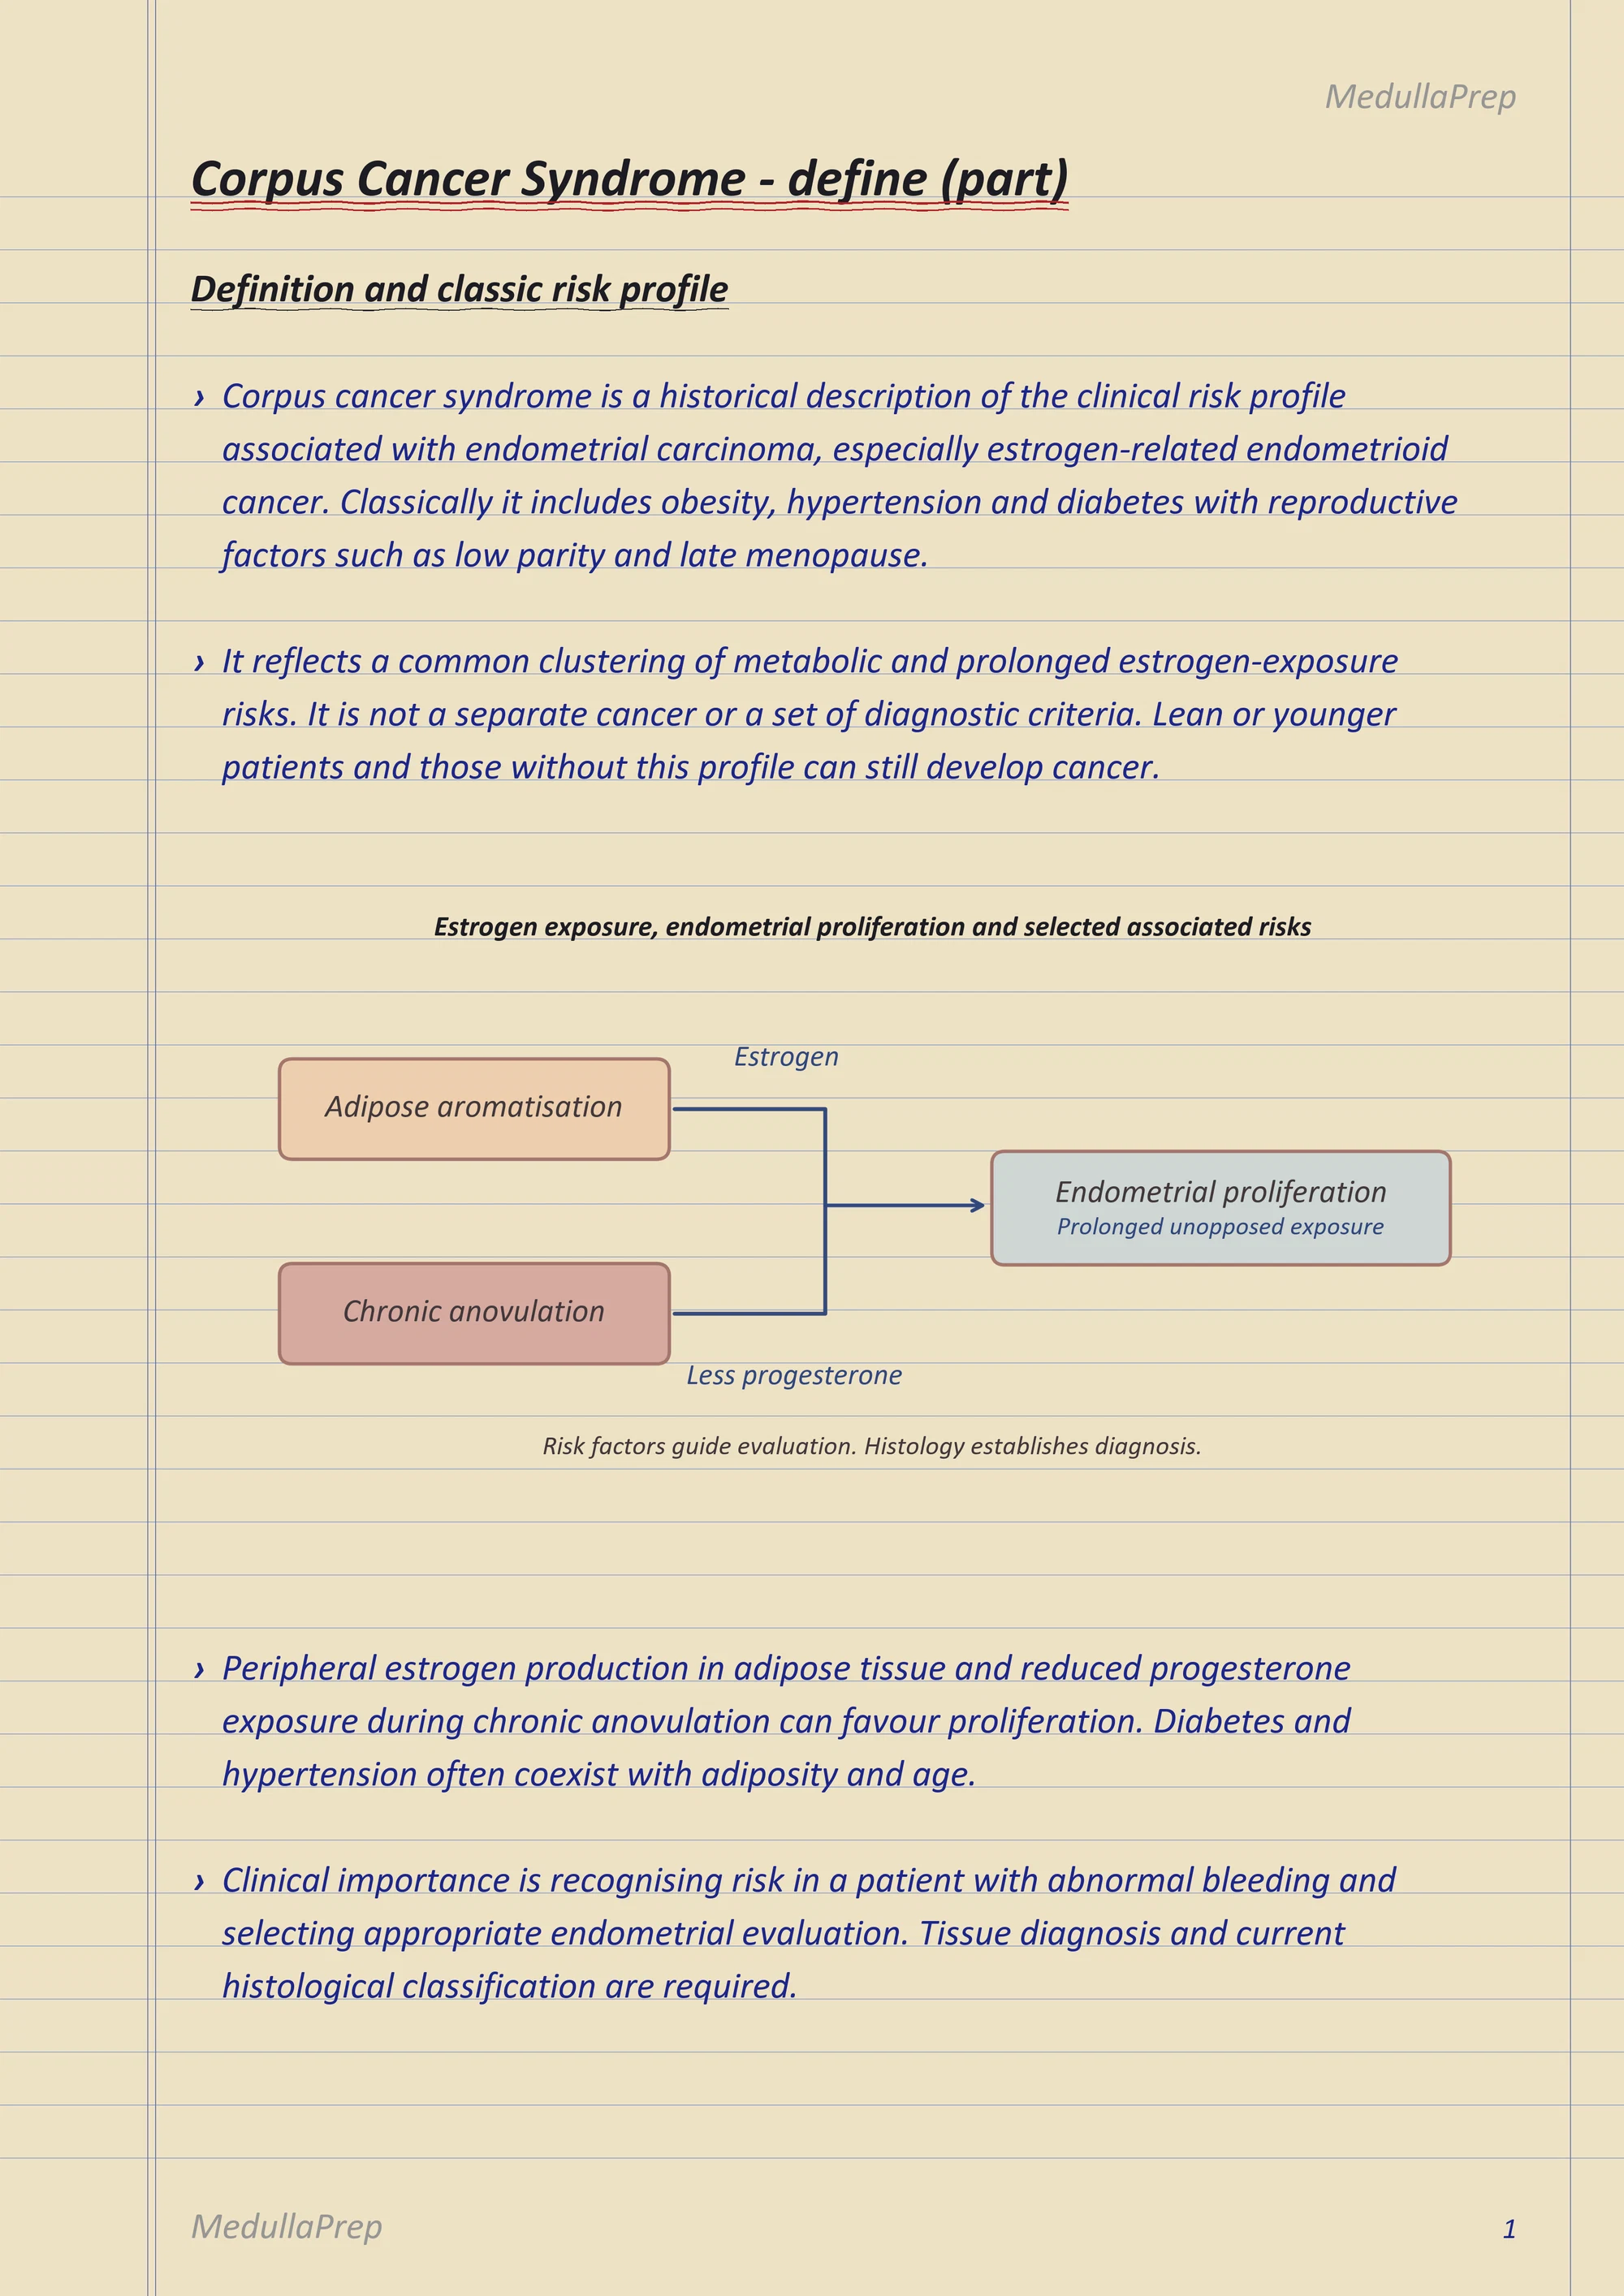 MedullaPrep
Corpus Cancer Syndrome - define (part)
Definition and classic risk profile
› Corpus cancer syndrome is a historical description of the clinical risk profile
associated with endometrial carcinoma, especially estrogen-related endometrioid
cancer. Classically it includes obesity, hypertension and diabetes with reproductive
factors such as low parity and late menopause.
› It reflects a common clustering of metabolic and prolonged estrogen-exposure
risks. It is not a separate cancer or a set of diagnostic criteria. Lean or younger
patients and those without this profile can still develop cancer.
Estrogen exposure, endometrial proliferation and selected associated risks
Estrogen
Adipose aromatisation
Endometrial proliferation
Prolonged unopposed exposure
Chronic anovulation
Less progesterone
Risk factors guide evaluation. Histology establishes diagnosis.
› Peripheral estrogen production in adipose tissue and reduced progesterone
exposure during chronic anovulation can favour proliferation. Diabetes and
hypertension often coexist with adiposity and age.
› Clinical importance is recognising risk in a patient with abnormal bleeding and
selecting appropriate endometrial evaluation. Tissue diagnosis and current
histological classification are required.
MedullaPrep
1